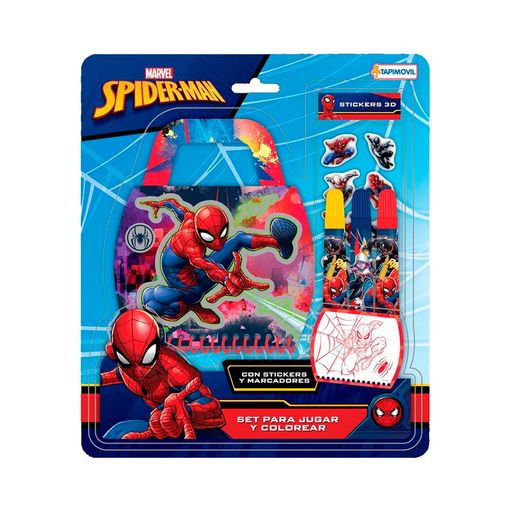 MARVEL
SPIDER-MAN
TAPIMOVIL
STICKERS 3D
CON STICKERS
Y MARCADORES
SET PARA JUGAR
Y COLOREAR